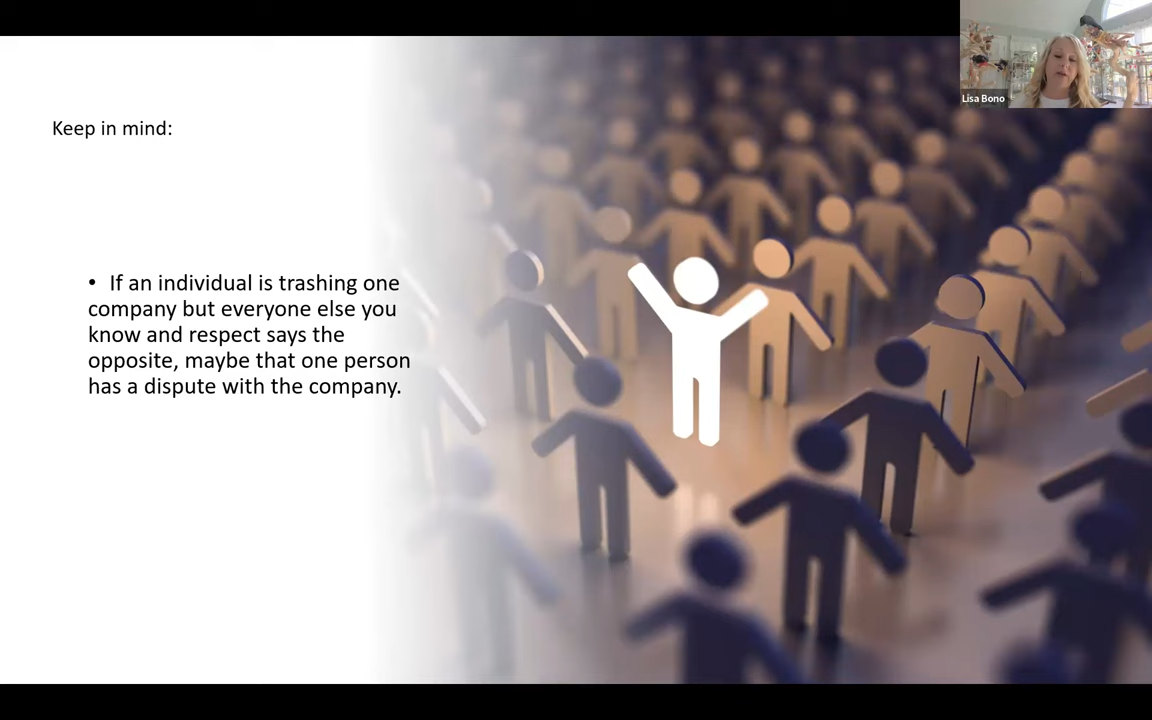 Lisa Bono
Keep in mind:
• If an individual is trashing one
company but everyone else you
know and respect says the
opposite, maybe that one person
has a dispute with the company.